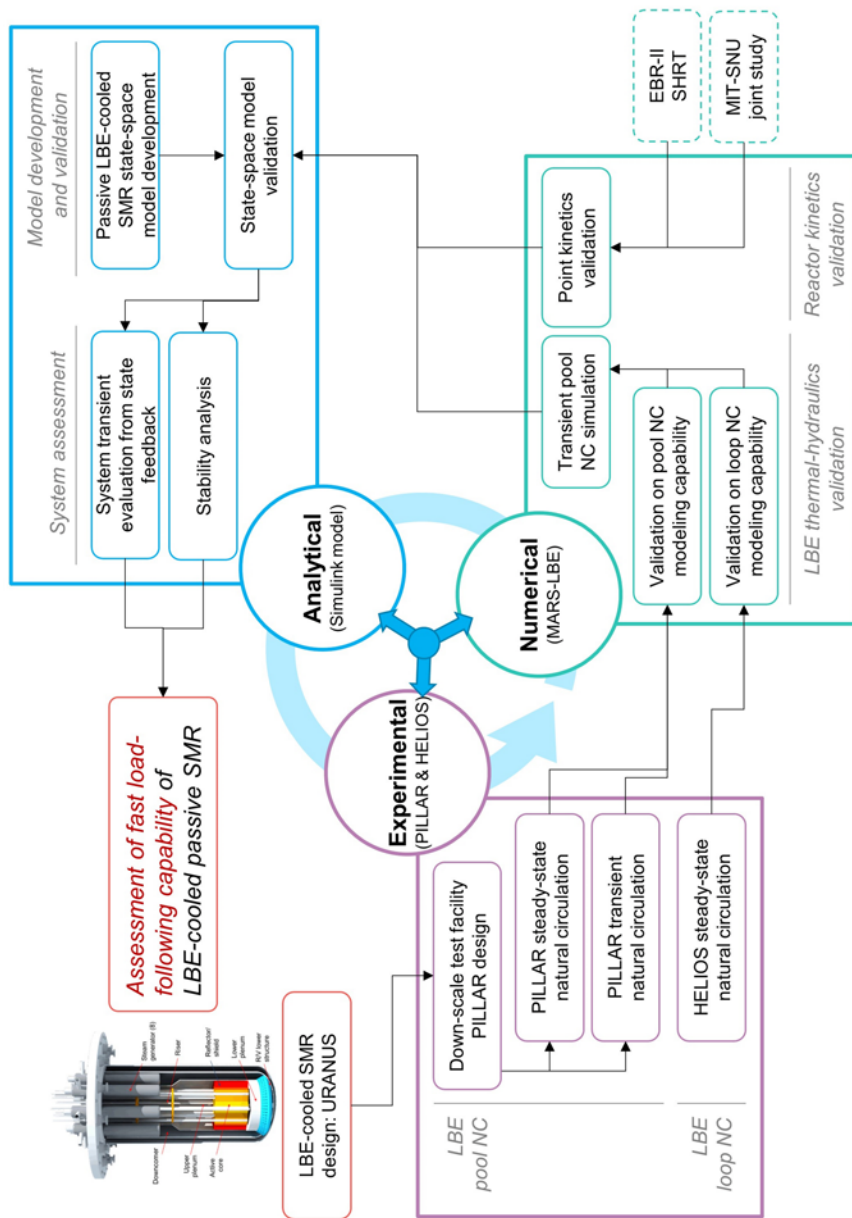 Steam generator (8)
Riser
Reflector/
shield
Lower
plenum
R/V lower
structure
Downcomer
Upper
plenum
Active
core
LBE-cooled SMR
design: URANUS
Assessment of fast load-
following capability of
LBE-cooled passive SMR
System assessment
Model development
and validation
System transient
evaluation from state
feedback
Stability analysis
Passive LBE-cooled
SMR state-space
model development
State-space model
validation
Analytical
(Simulink model)
Experimental
(PILLAR & HELIOS)
Numerical
(MARS-LBE)
LBE
pool NC
Down-scale test facility
PILLAR design
PILLAR steady-state
natural circulation
PILLAR transient
natural circulation
LBE
loop NC
HELIOS steady-state
natural circulation
Transient pool
NC simulation
Point kinetics
validation
Validation on pool NC
modeling capability
Validation on loop NC
modeling capability
LBE thermal-hydraulics
validation
Reactor kinetics
validation
EBR-II
SHRT
MIT-SNU
joint study